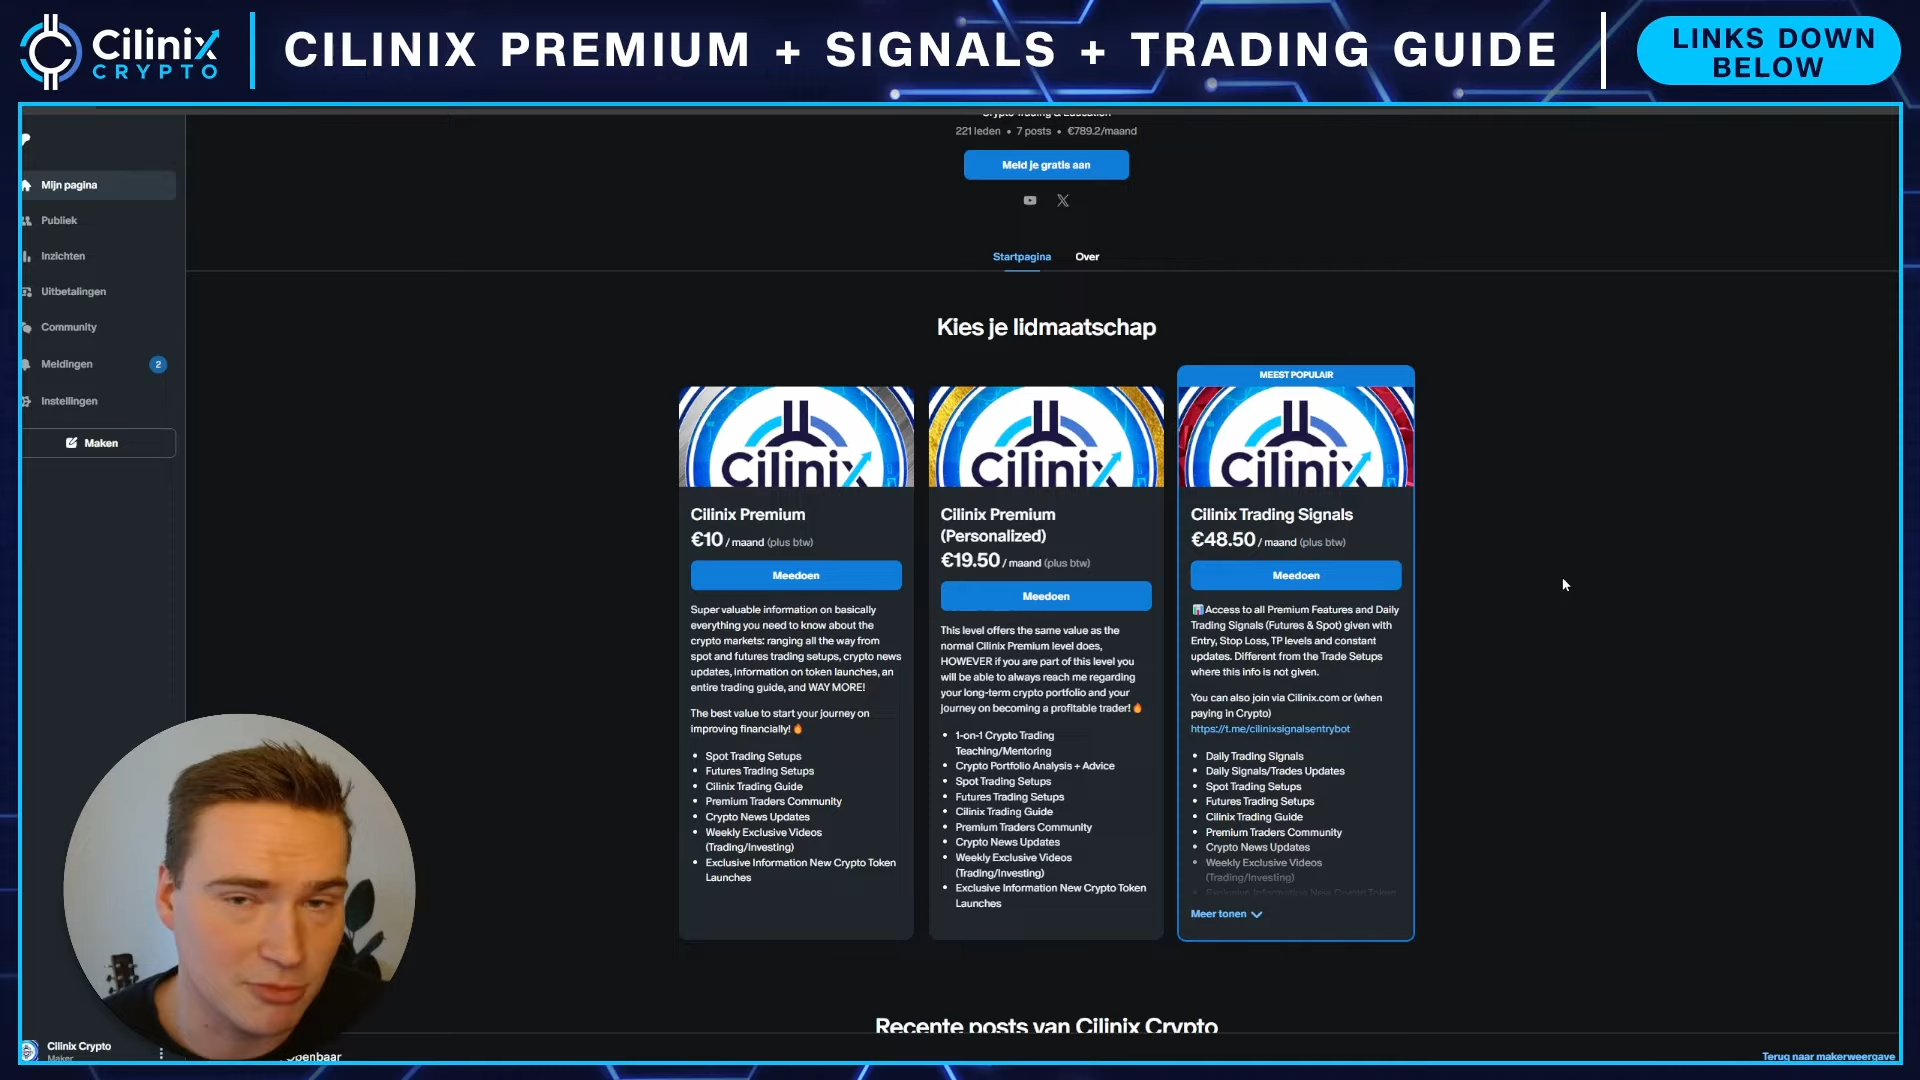 Cilinix
CRYPTO
CILINIX PREMIUM + SIGNALS + TRADING GUIDE
LINKS DOWN
BELOW
Crypto Trading & Education
221 leden • 7 posts • €789.2/maand
Meld je gratis aan
Mijn pagina
Publiek
Inzichten
Uitbetalingen
Community
Meldingen
2
Instellingen
Maken
Startpagina
Over
Kies je lidmaatschap
Cilinix
Cilinix Premium
€10 / maand (plus btw)
Meedoen
Super valuable information on basically
everything you need to know about the
crypto markets: ranging all the way from
spot and futures trading setups, crypto news
updates, information on token launches, an
entire trading guide, and WAY MORE!
The best value to start your journey on
improving financially!🔥
• Spot Trading Setups
• Futures Trading Setups
• Cilinix Trading Guide
• Premium Traders Community
• Crypto News Updates
• Weekly Exclusive Videos
(Trading/Investing)
• Exclusive Information New Crypto Token
Launches
Cilinix
Cilinix Premium
(Personalized)
€19.50 / maand (plus btw)
Meedoen
This level offers the same value as the
normal Cilinix Premium level does,
HOWEVER if you are part of this level you
will be able to always reach me regarding
your long-term crypto portfolio and your
journey on becoming a profitable trader!🔥
• 1-on-1 Crypto Trading
Teaching/Mentoring
• Crypto Portfolio Analysis + Advice
• Spot Trading Setups
• Futures Trading Setups
• Cilinix Trading Guide
• Premium Traders Community
• Crypto News Updates
• Weekly Exclusive Videos
(Trading/Investing)
• Exclusive Information New Crypto Token
Launches
MEEST POPULAIR
Cilinix
Cilinix Trading Signals
€48.50 / maand (plus btw)
Meedoen
📊Access to all Premium Features and Daily
Trading Signals (Futures & Spot) given with
Entry, Stop Loss, TP levels and constant
updates. Different from the Trade Setups
where this info is not given.
You can also join via Cilinix.com or (when
paying in Crypto)
https://t.me/cilinixsignalsentrybot
• Daily Trading Signals
• Daily Signals/Trades Updates
• Spot Trading Setups
• Futures Trading Setups
• Cilinix Trading Guide
• Premium Traders Community
• Crypto News Updates
• Weekly Exclusive Videos
(Trading/Investing)
• Exclusive Information New Crypto Token
Meer tonen
Recente posts van Cilinix Crypto
Cilinix Crypto
Maker
Openbaar
Terug naar makerweergave